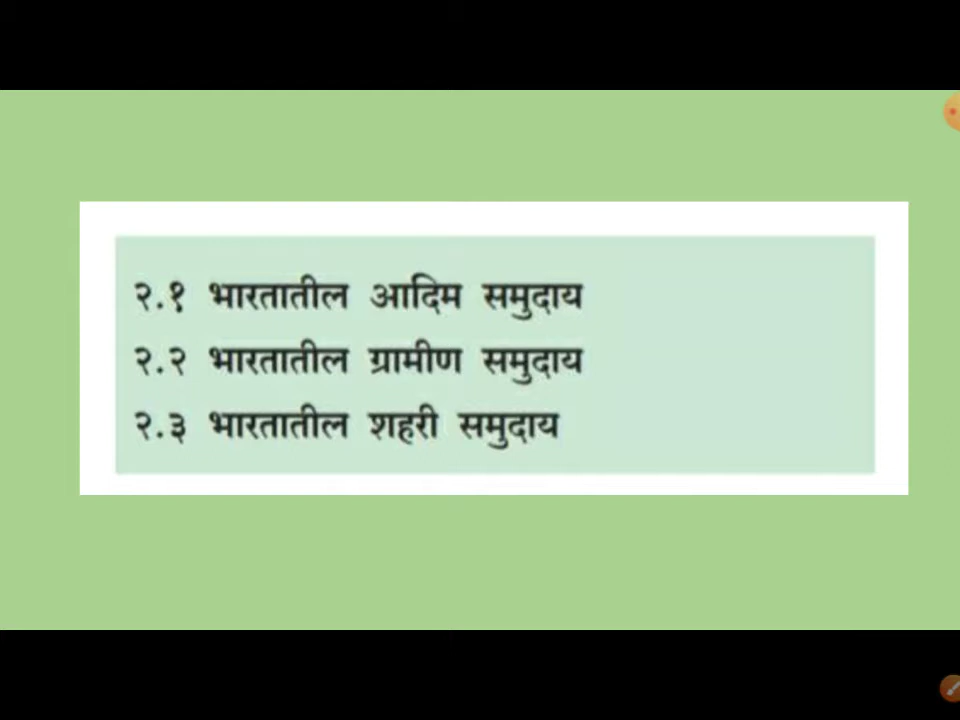 २.१ भारतातील आदिम समुदाय
२.२ भारतातील ग्रामीण समुदाय
२.३ भारतातील शहरी समुदाय